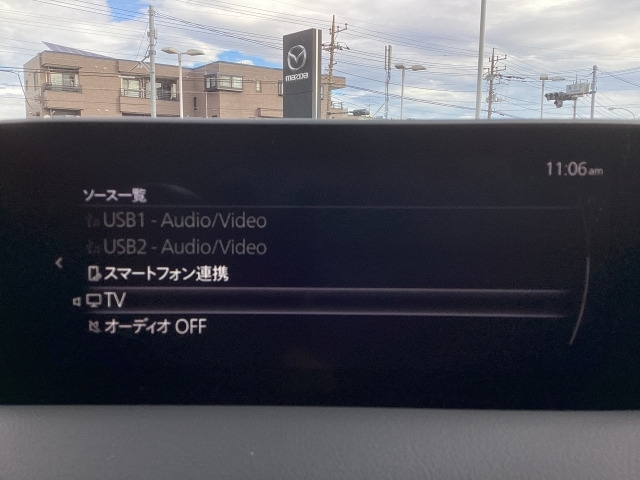 mazda
11:06am
ソース一覧
USB1 - Audio/Video
USB2 - Audio/Video
スマートフォン連携
TV
オーディオ OFF